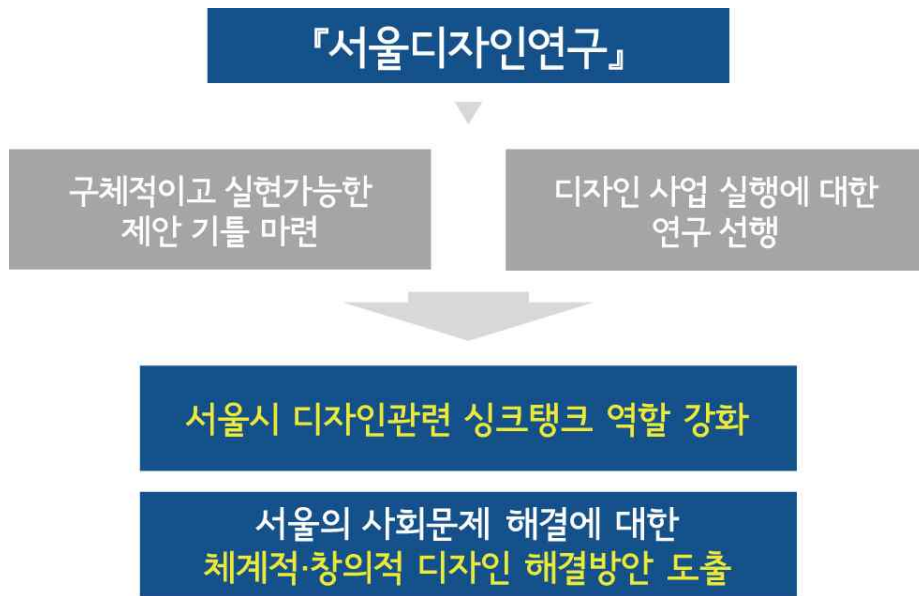 『서울디자인연구』
구체적이고 실현가능한
제안 기틀 마련
디자인 사업 실행에 대한
연구 선행
서울시 디자인관련 싱크탱크 역할 강화
서울의 사회문제 해결에 대한
체계적·창의적 디자인 해결방안 도출